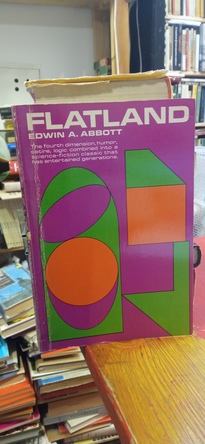 FLATLAND
EDWIN A. ABBOTT
The fourth dimension, humor,
satire, logic combined into a
science-fiction classic that
has entertained generations.